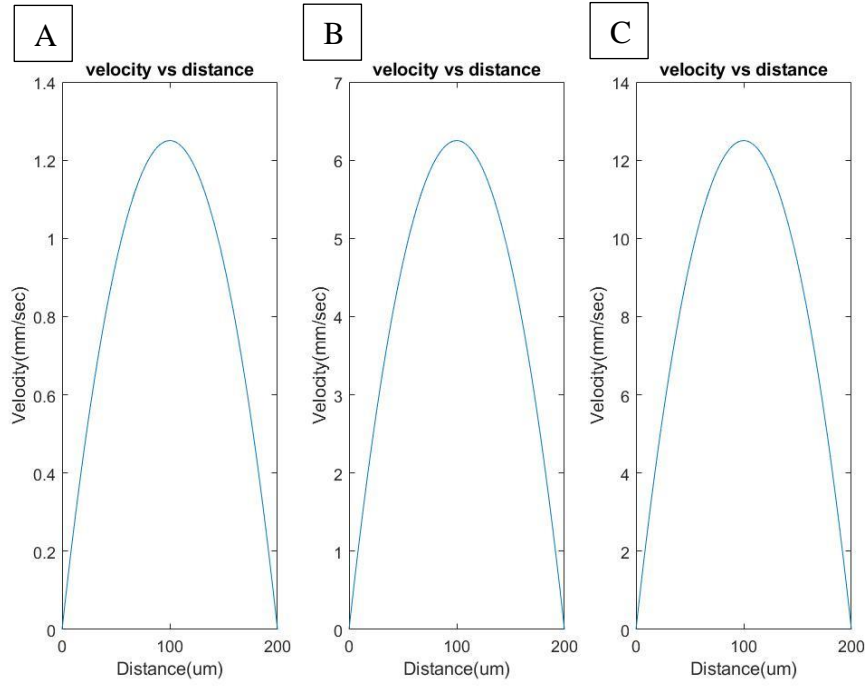 A
velocity vs distance
1.4
1.2
1
0.8
0.6
0.4
0.2
0
Velocity(mm/sec)
0 100 200
Distance(um)
B
velocity vs distance
7
6
5
4
3
2
1
0
Velocity(mm/sec)
0 100 200
Distance(um)
C
velocity vs distance
14
12
10
8
6
4
2
0
Velocity(mm/sec)
0 100 200
Distance(um)